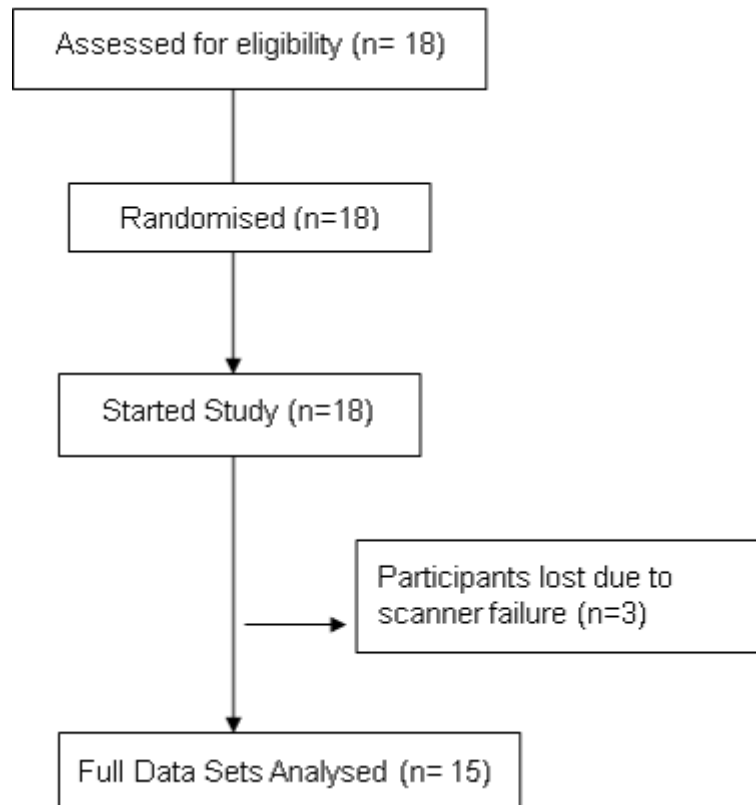 Assessed for eligibility (n= 18)
Randomised (n=18)
Started Study (n=18)
Participants lost due to
scanner failure (n=3)
Full Data Sets Analysed (n= 15)